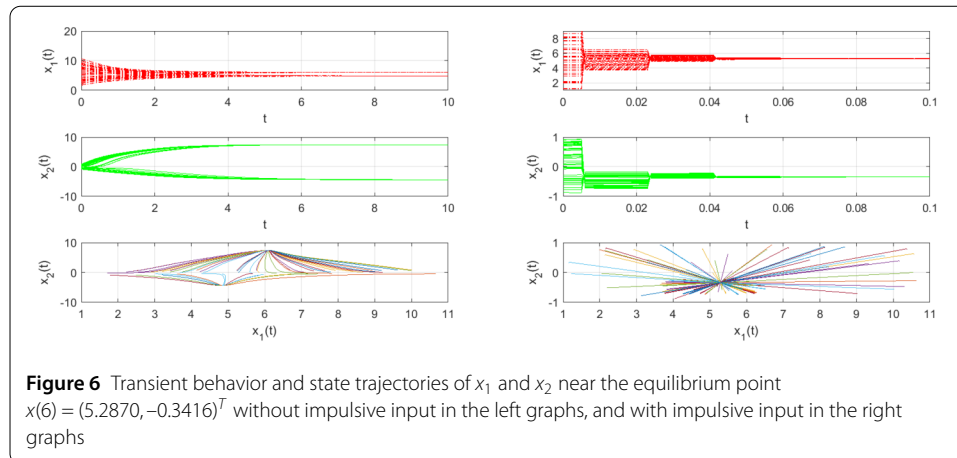 20
x₁(t)
10
0
0 2 4 6 8 10
t
10
x₂(t)
0
-10
0 2 4 6 8 10
t
10
x₂(t)
0
-10
1 2 3 4 5 6 7 8 9 10 11
x₁(t)
8
x₁(t)
6
4
2
0 0.02 0.04 0.06 0.08 0.1
t
1
x₂(t)
0
-1
0 0.02 0.04 0.06 0.08 0.1
t
1
x₂(t)
0
-1
1 2 3 4 5 6 7 8 9 10 11
x₁(t)
Figure 6 Transient behavior and state trajectories of x₁ and x₂ near the equilibrium point
x(6) = (5.2870, –0.3416)ᵀ without impulsive input in the left graphs, and with impulsive input in the right
graphs